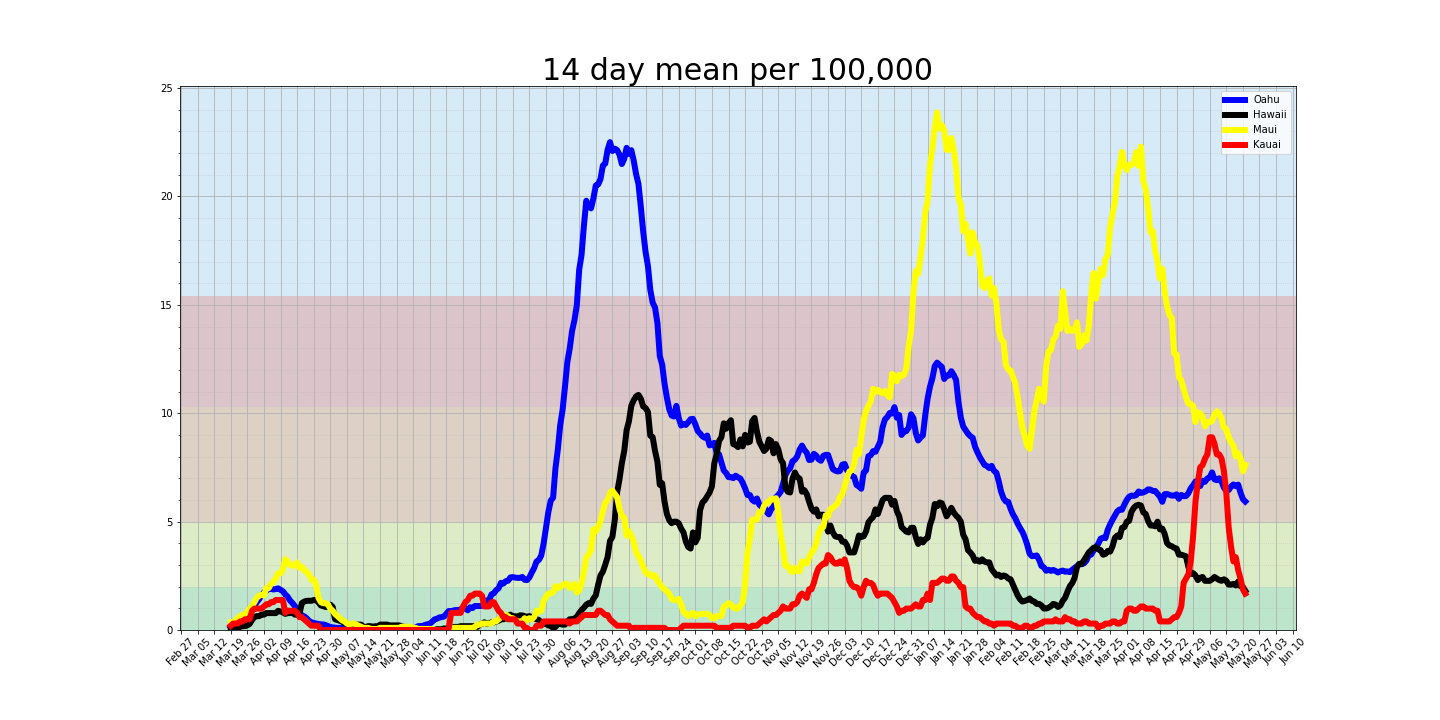 14 day mean per 100,000
25
20
15
10
5
0
Oahu
Hawaii
Maui
Kauai
Feb 27
Mar 05
Mar 12
Mar 19
Mar 26
Apr 02
Apr 09
Apr 16
Apr 23
Apr 30
May 07
May 14
May 21
May 28
Jun 04
Jun 11
Jun 18
Jun 25
Jul 02
Jul 09
Jul 16
Jul 23
Jul 30
Aug 06
Aug 13
Aug 20
Aug 27
Sep 03
Sep 10
Sep 17
Sep 24
Oct 01
Oct 08
Oct 15
Oct 22
Oct 29
Nov 05
Nov 12
Nov 19
Nov 26
Dec 03
Dec 10
Dec 17
Dec 24
Dec 31
Jan 07
Jan 14
Jan 21
Jan 28
Feb 04
Feb 11
Feb 18
Feb 25
Mar 04
Mar 11
Mar 18
Mar 25
Apr 01
Apr 08
Apr 15
Apr 22
Apr 29
May 06
May 13
May 20
May 27
Jun 03
Jun 10